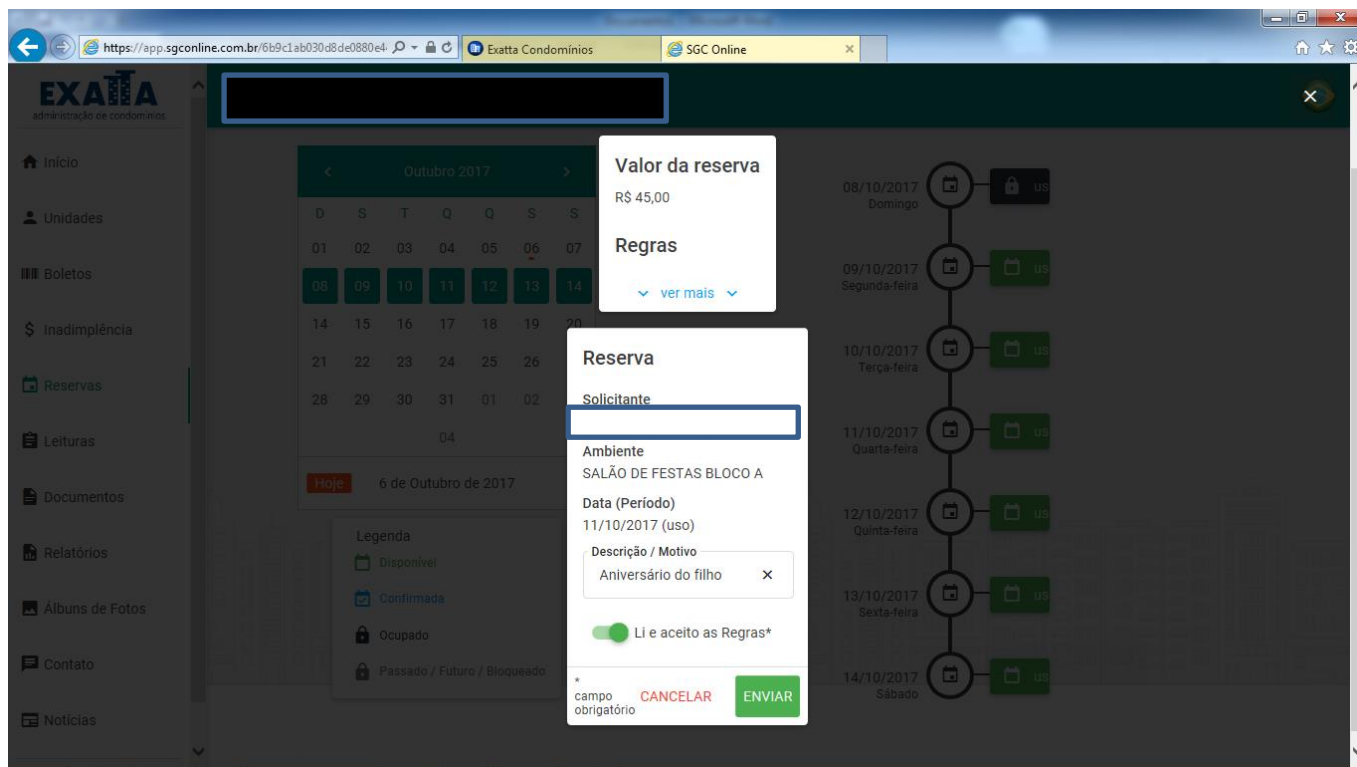 https://app.sgconline.com.br/6b9c1ab030d8de0880e4
Exatta Condomínios
SGC Online
EXATTA
administração de condomínios
Início
Unidades
Boletos
Inadimplência
Reservas
Leituras
Documentos
Relatórios
Álbuns de Fotos
Contato
Notícias
Outubro 2017
D S T Q Q S S
01 02 03 04 05 06 07
08 09 10 11 12 13 14
14 15 16 17 18 19 20
21 22 23 24 25 26
28 29 30 31 01 02
04
Hoje 6 de Outubro de 2017
Legenda
Disponível
Confirmada
Ocupado
Passado / Futuro / Bloqueado
Valor da reserva
R$ 45,00
Regras
ver mais
Reserva
Solicitante
Ambiente
SALÃO DE FESTAS BLOCO A
Data (Período)
11/10/2017 (uso)
Descrição / Motivo
Aniversário do filho
Li e aceito as Regras*
*
campo
obrigatório
CANCELAR
ENVIAR
08/10/2017
Domingo
us
09/10/2017
Segunda-feira
us
10/10/2017
Terça-feira
us
11/10/2017
Quarta-feira
us
12/10/2017
Quinta-feira
us
13/10/2017
Sexta-feira
us
14/10/2017
Sábado
us